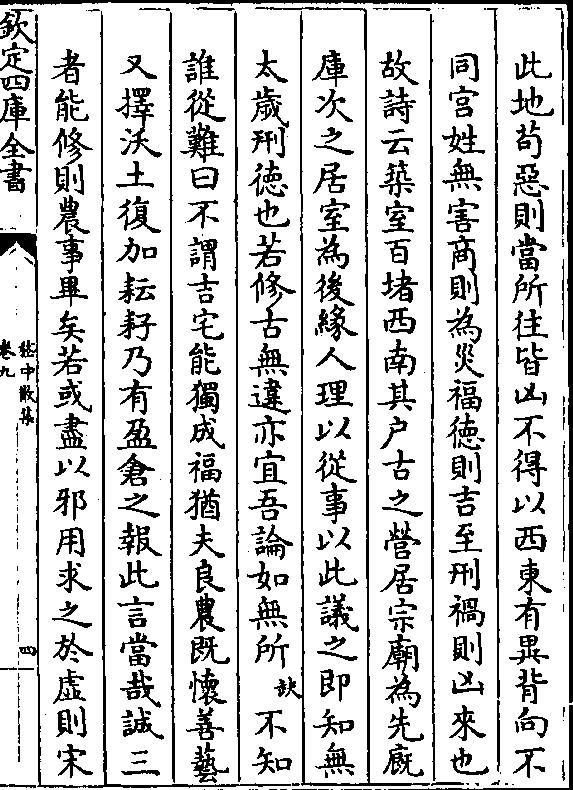 此地苟惡則當所往皆凶不得以西東有異背向不
同宫姓無害商則為災福徳則吉至刑禍則凶來也
故詩云築室百堵西南其户古之營居宗廟為先廐
庫次之居室為後緣人理以從事以此議之即知無
太歲刑徳也若修古無違亦宜吾論如無所缺不知
誰從難曰不謂吉宅能獨成福猶夫良農既懷善藝
又擇沃土復加耘耔乃有盈倉之報此言當哉誠三
者能修則農事畢矣若或盡以邪用求之於虚則宋
欽定四庫全書
嵇中散集
卷九
四